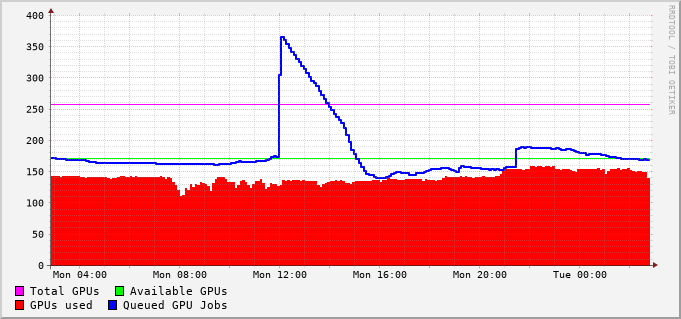 400
350
300
250
200
150
100
50
0
Mon 04:00 Mon 08:00 Mon 12:00 Mon 16:00 Mon 20:00 Tue 00:00
Total GPUs Available GPUs
GPUs used Queued GPU Jobs
RRDTOOL / TOBI OETIKER